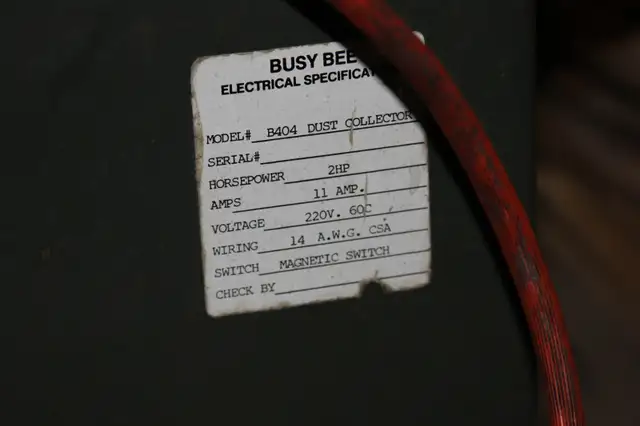 BUSY BEE
ELECTRICAL SPECIFICAT
MODEL# B404 DUST COLLECTOR
SERIAL#
HORSEPOWER 2HP
AMPS 11 AMP.
VOLTAGE 220V. 60C
WIRING 14 A.W.G. CSA
SWITCH MAGNETIC SWITCH
CHECK BY